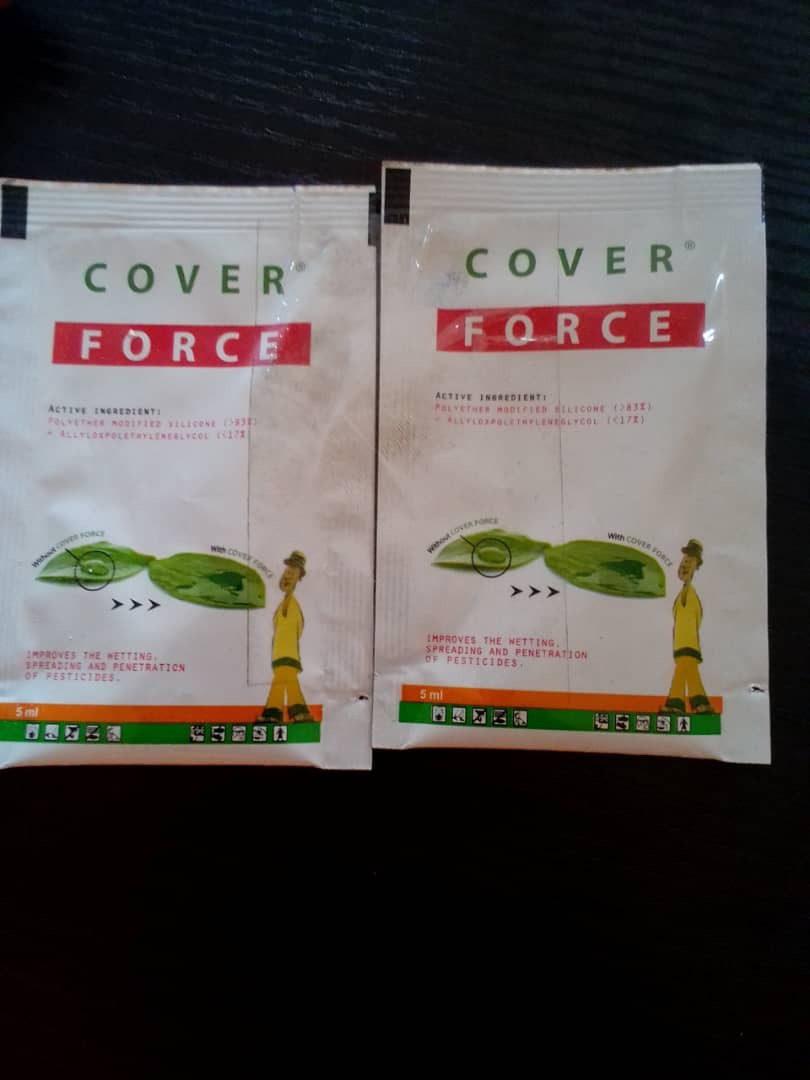 COVER®
FORCE
ACTIVE INGREDIENT:
POLYETHER MODIFIED SILICONE (>83%)
+ ALLYLOXPOLETHYLENEGLYCOL (<17%)
Without COVER FORCE
With COVER FORCE
IMPROVES THE WETTING,
SPREADING AND PENETRATION
OF PESTICIDES.
5 ml
COVER®
FORCE
ACTIVE INGREDIENT:
POLYETHER MODIFIED SILICONE (>83%)
+ ALLYLOXPOLETHYLENEGLYCOL (<17%)
Without COVER FORCE
With COVER FORCE
IMPROVES THE WETTING,
SPREADING AND PENETRATION
OF PESTICIDES.
5 ml